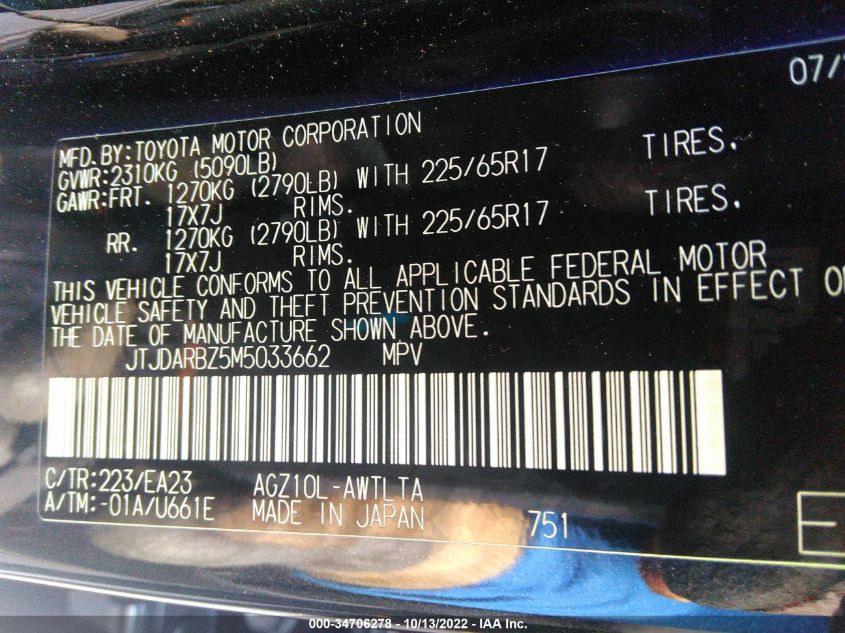 07/
MFD.BY:TOYOTA MOTOR CORPORATION
GVWR:2310KG (5090LB)
GAWR:FRT. 1270KG (2790LB) WITH 225/65R17 TIRES.
17X7J RIMS.
RR. 1270KG (2790LB) WITH 225/65R17 TIRES.
17X7J RIMS.
THIS VEHICLE CONFORMS TO ALL APPLICABLE FEDERAL MOTOR
VEHICLE SAFETY AND THEFT PREVENTION STANDARDS IN EFFECT O
THE DATE OF MANUFACTURE SHOWN ABOVE.
JTJDARBZ5M5033662 MPV
C/TR:223/EA23 AGZ10L-AWTLTA
A/TM:-01A/U661E MADE IN JAPAN 751
E
000-34706278 - 10/13/2022 - IAA Inc.